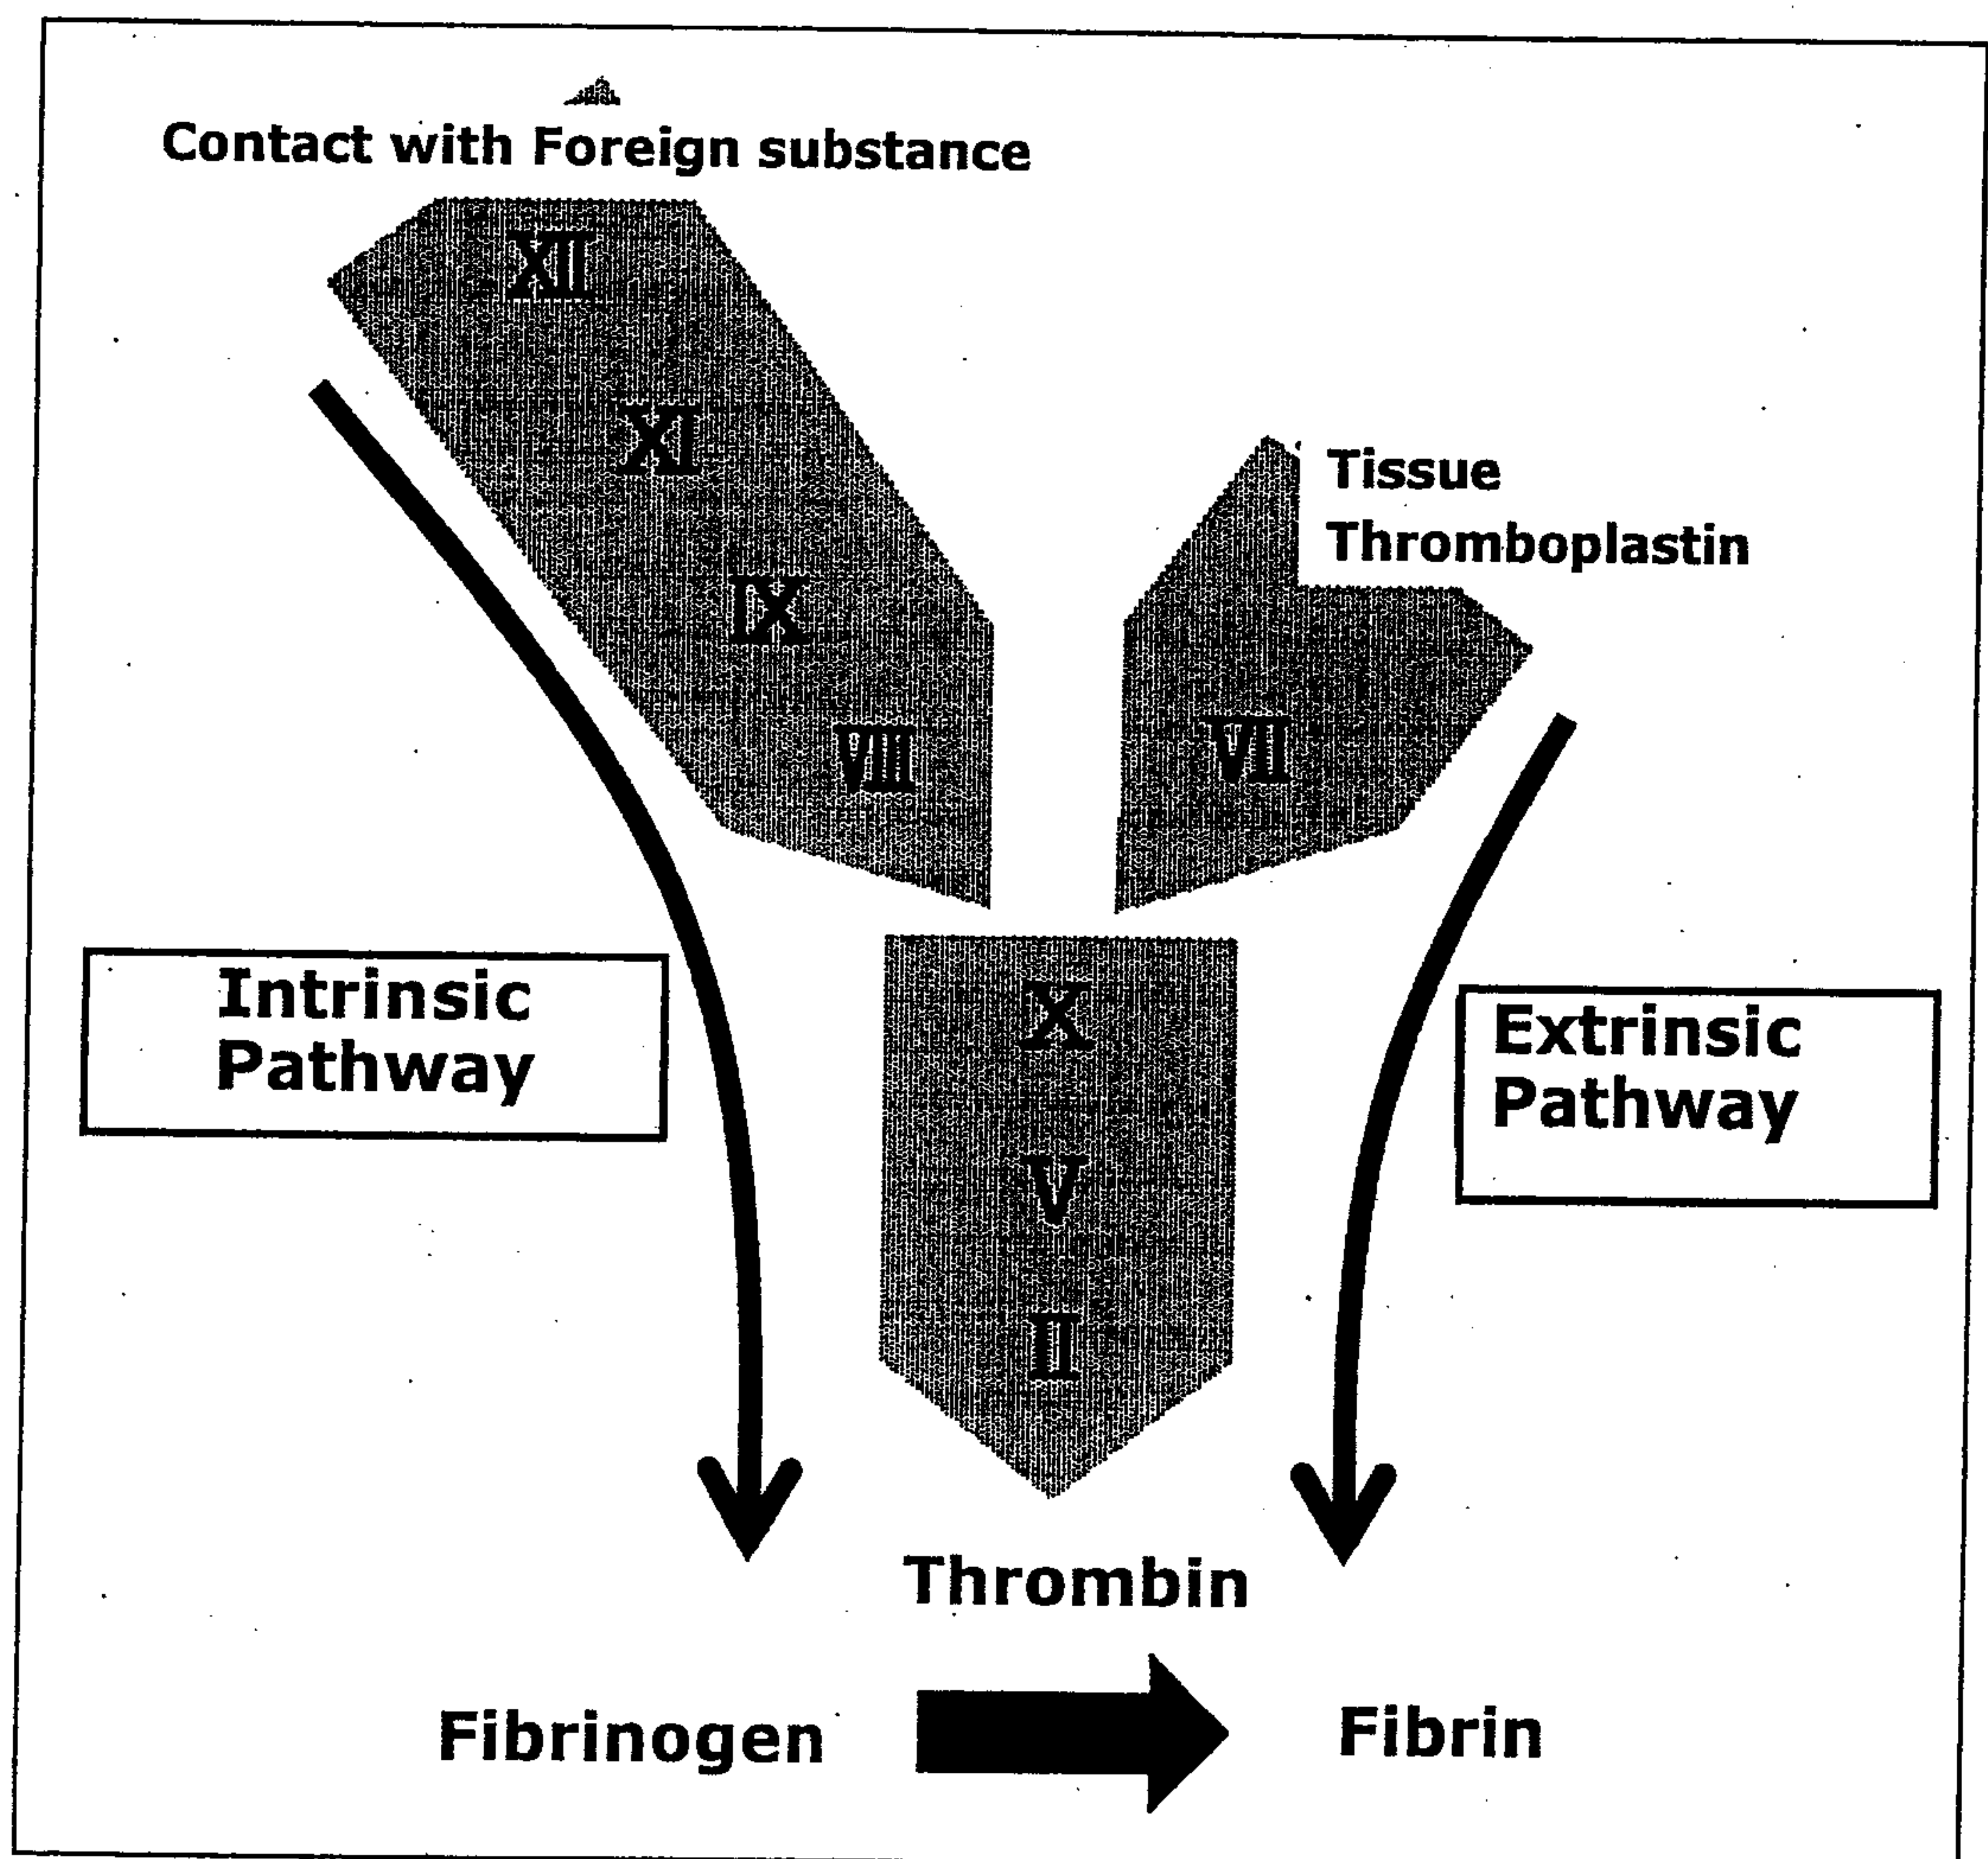 Contact with Foreign substance
XII
XI
IX
VIII
Tissue
Thromboplastin
VII
Intrinsic
Pathway
X
V
II
Extrinsic
Pathway
Thrombin
Fibrinogen
Fibrin